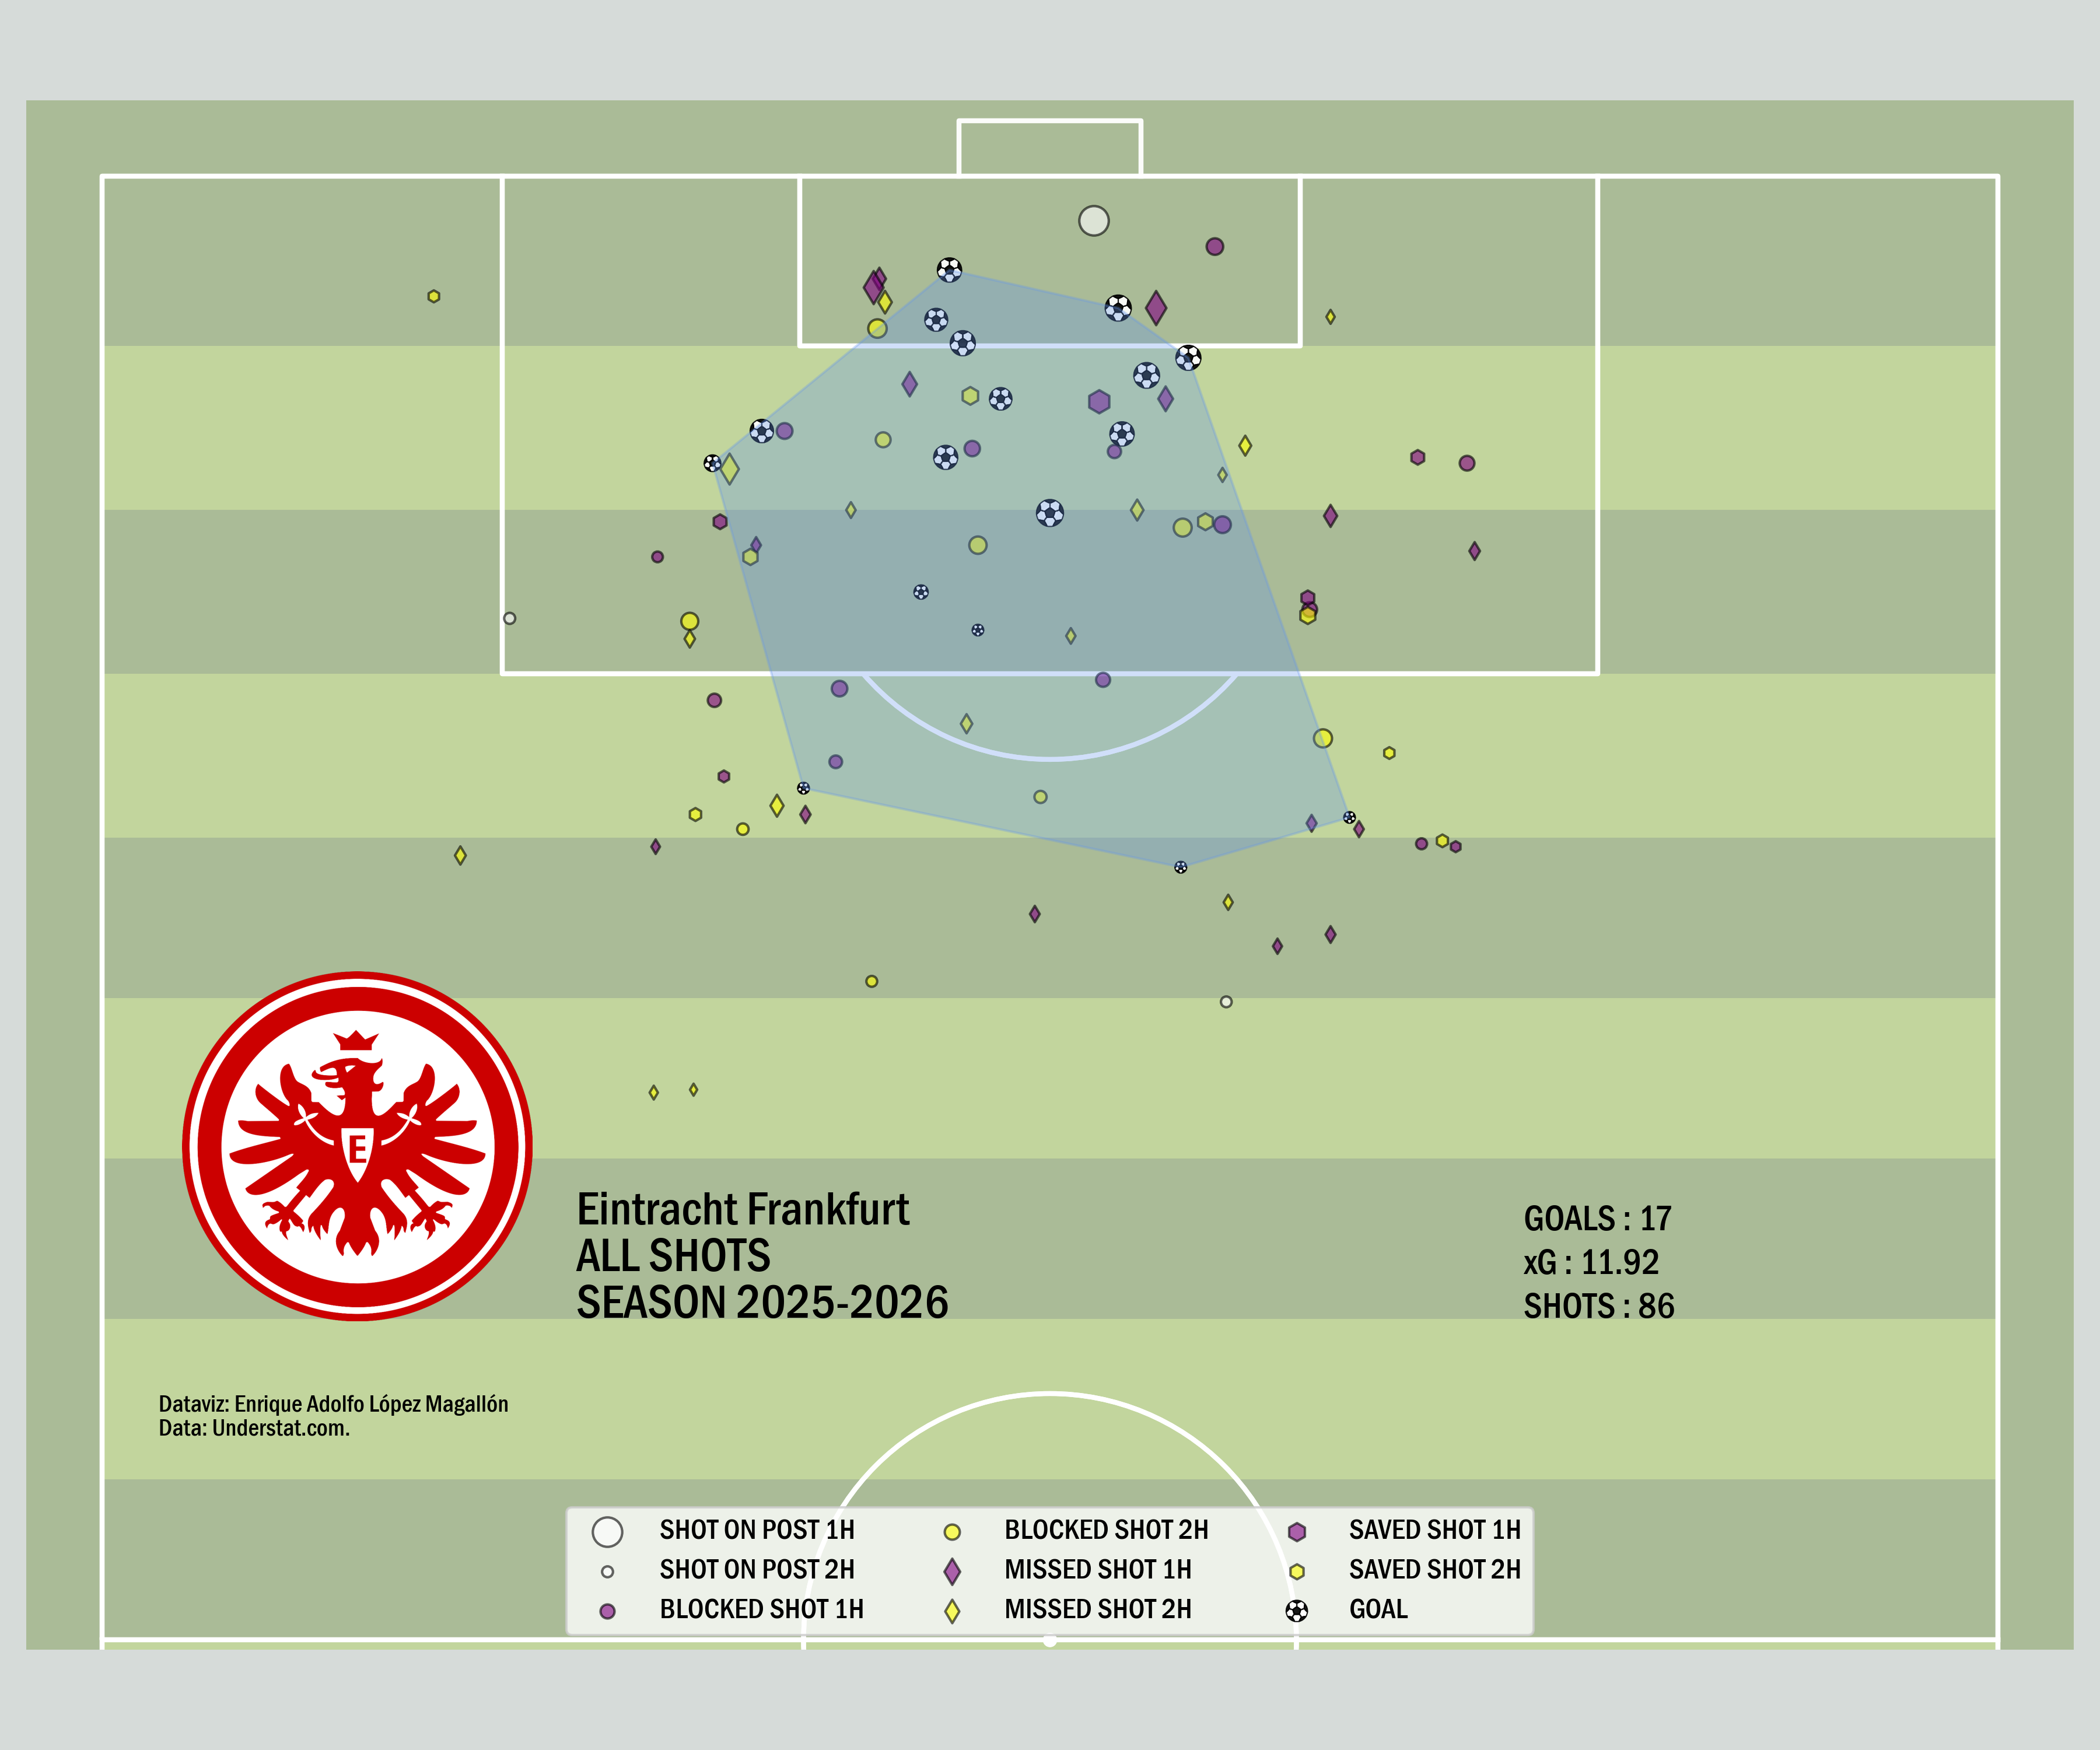 E
Eintracht Frankfurt
ALL SHOTS
SEASON 2025-2026
GOALS : 17
xG : 11.92
SHOTS : 86
Dataviz: Enrique Adolfo López Magallón
Data: Understat.com.
SHOT ON POST 1H
SHOT ON POST 2H
BLOCKED SHOT 1H
BLOCKED SHOT 2H
MISSED SHOT 1H
MISSED SHOT 2H
SAVED SHOT 1H
SAVED SHOT 2H
GOAL